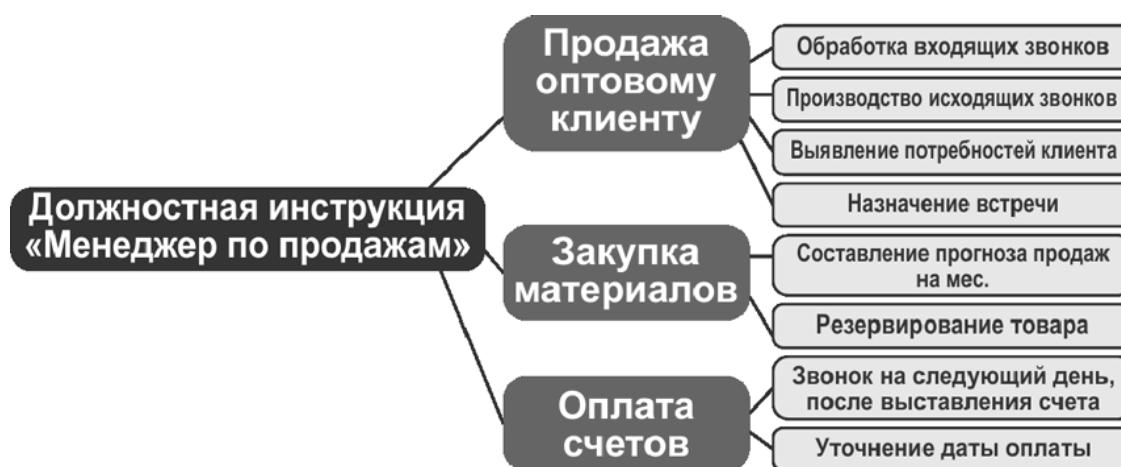 Должностная инструкция
«Менеджер по продажам»
Продажа
оптовому
клиенту
Обработка входящих звонков
Производство исходящих звонков
Выявление потребностей клиента
Назначение встречи
Закупка
материалов
Составление прогноза продаж
на мес.
Резервирование товара
Оплата
счетов
Звонок на следующий день,
после выставления счета
Уточнение даты оплаты